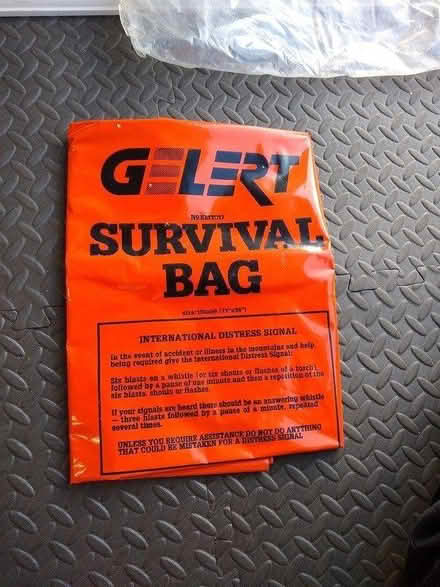 GELERT
SURVIVAL
BAG
INTERNATIONAL DISTRESS SIGNAL
In the event of accident or illness in the mountains and help
being required give the International Distress Signal:
Six blasts on a whistle (or six shouts or flashes of a torch)
followed by a pause of one minute and then a repetition of the
six blasts, shouts or flashes.
If your signals are heard there should be an answering whistle
— three blasts followed by a pause of a minute, repeated
several times.
UNLESS YOU REQUIRE ASSISTANCE DO NOT DO ANYTHING
THAT COULD BE MISTAKEN FOR A DISTRESS SIGNAL